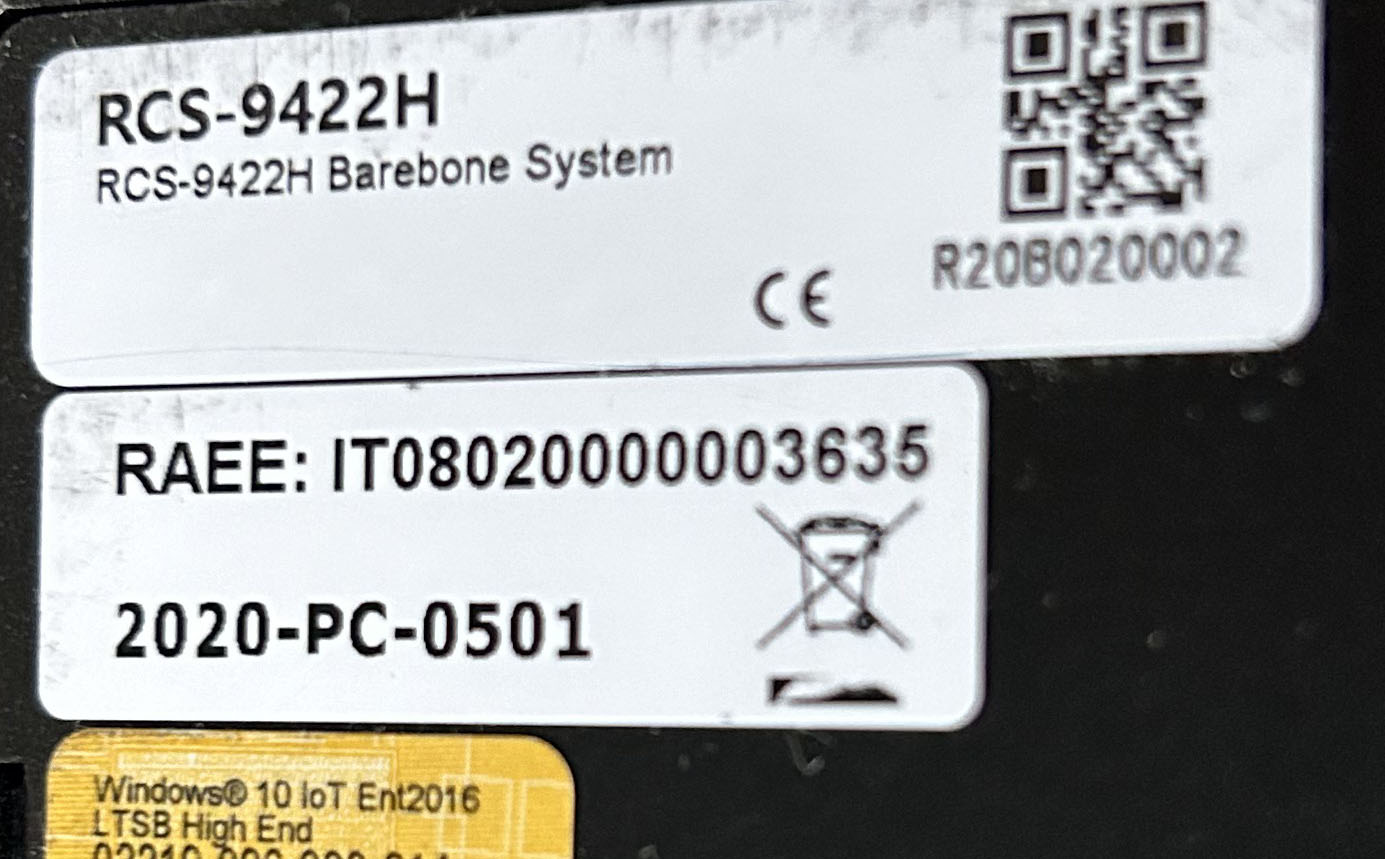 RCS-9422H
RCS-9422H Barebone System
CE
R20B020002
RAEE: IT08020000003635
2020-PC-0501
Windows® 10 IoT Ent2016
LTSB High End